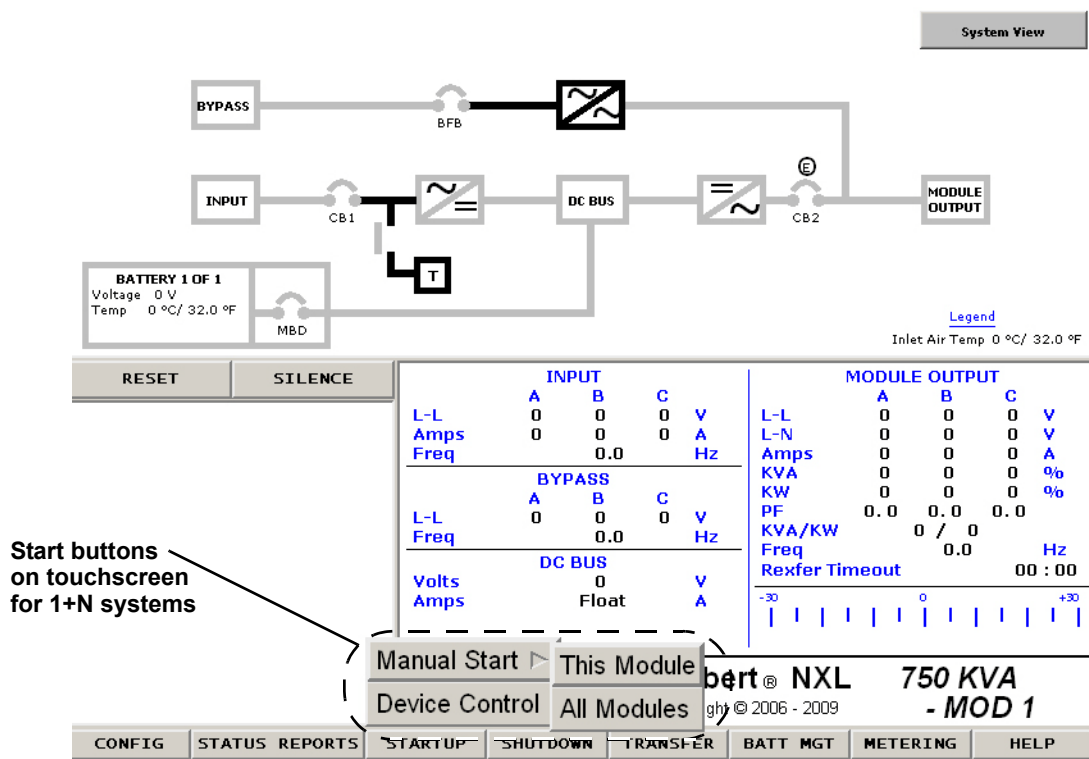 System View
BYPASS
BFB
E
INPUT
CB1
DC BUS
CB2
MODULE
OUTPUT
T
BATTERY 1 OF 1
Voltage 0 V
Temp 0 ºC/ 32.0 ºF
MBD
Legend
Inlet Air Temp 0 ºC/ 32.0 ºF
RESET
SILENCE
INPUT
A B C
L-L 0 0 0 V
Amps 0 0 0 A
Freq 0.0 Hz
BYPASS
A B C
L-L 0 0 0 V
Freq 0.0 Hz
DC BUS
Volts 0 V
Amps Float A
MODULE OUTPUT
A B C
L-L 0 0 0 V
L-N 0 0 0 V
Amps 0 0 0 A
KVA 0 0 0 %
KW 0 0 0 %
PF 0.0 0.0 0.0
KVA/KW 0 / 0
Freq 0.0 Hz
Rexfer Timeout 00 : 00
-30 0 +30
Start buttons
on touchscreen
for 1+N systems
Manual Start
Device Control
This Module
All Modules
bert ® NXL
ght © 2006 - 2009
750 KVA
- MOD 1
CONFIG STATUS REPORTS STARTUP SHUTDOWN TRANSFER BATT MGT METERING HELP